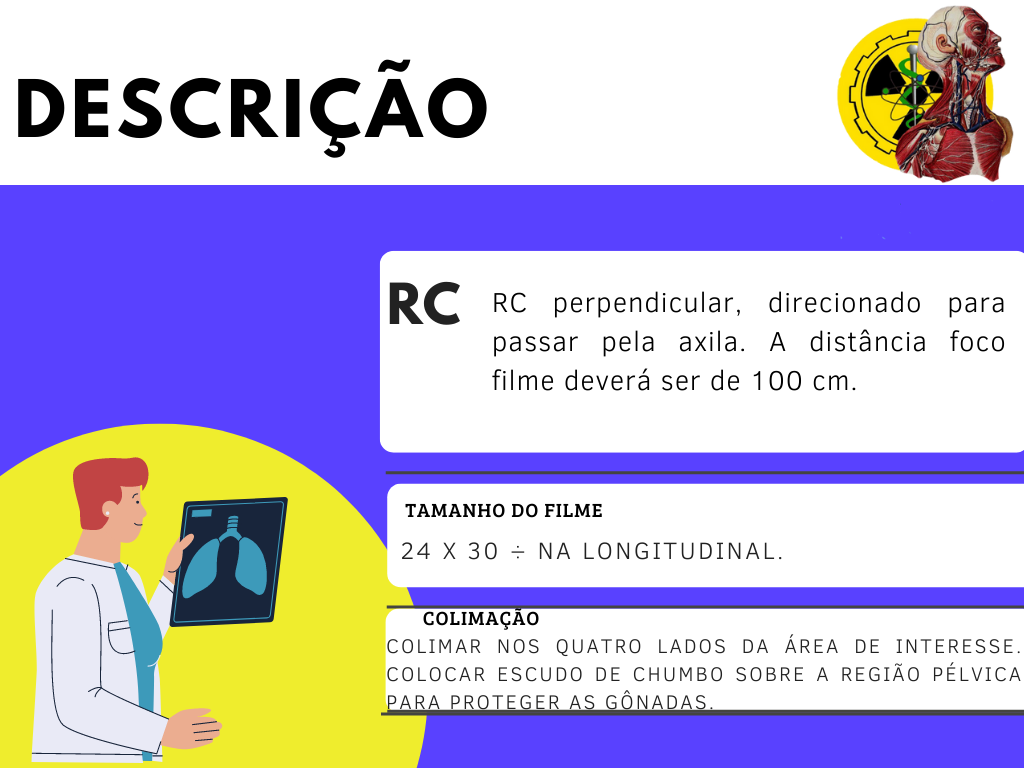 DESCRIÇÃO
RC
RC perpendicular, direcionado para
passar pela axila. A distância foco
filme deverá ser de 100 cm.
TAMANHO DO FILME
24 X 30 ÷ NA LONGITUDINAL.
COLIMAÇÃO
COLIMAR NOS QUATRO LADOS DA ÁREA DE INTERESSE.
COLOCAR ESCUDO DE CHUMBO SOBRE A REGIÃO PÉLVICA
PARA PROTEGER AS GÔNADAS.